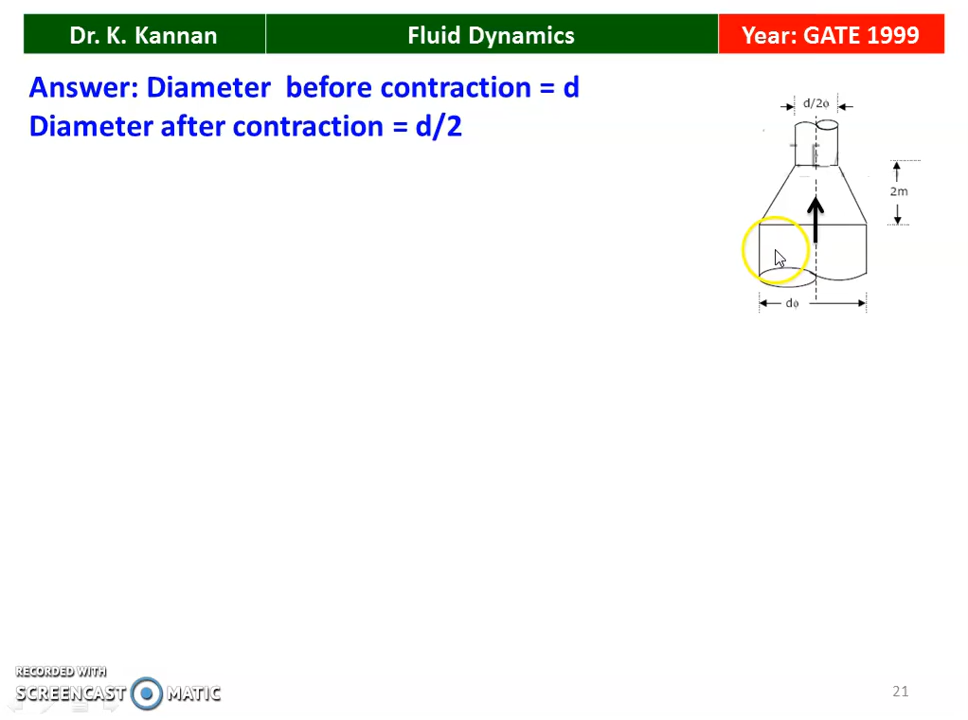 Dr. K. Kannan
Fluid Dynamics
Year: GATE 1999
Answer: Diameter before contraction = d
Diameter after contraction = d/2
d/2φ
2m
dφ
RECORDED WITH
SCREENCAST MATIC
21